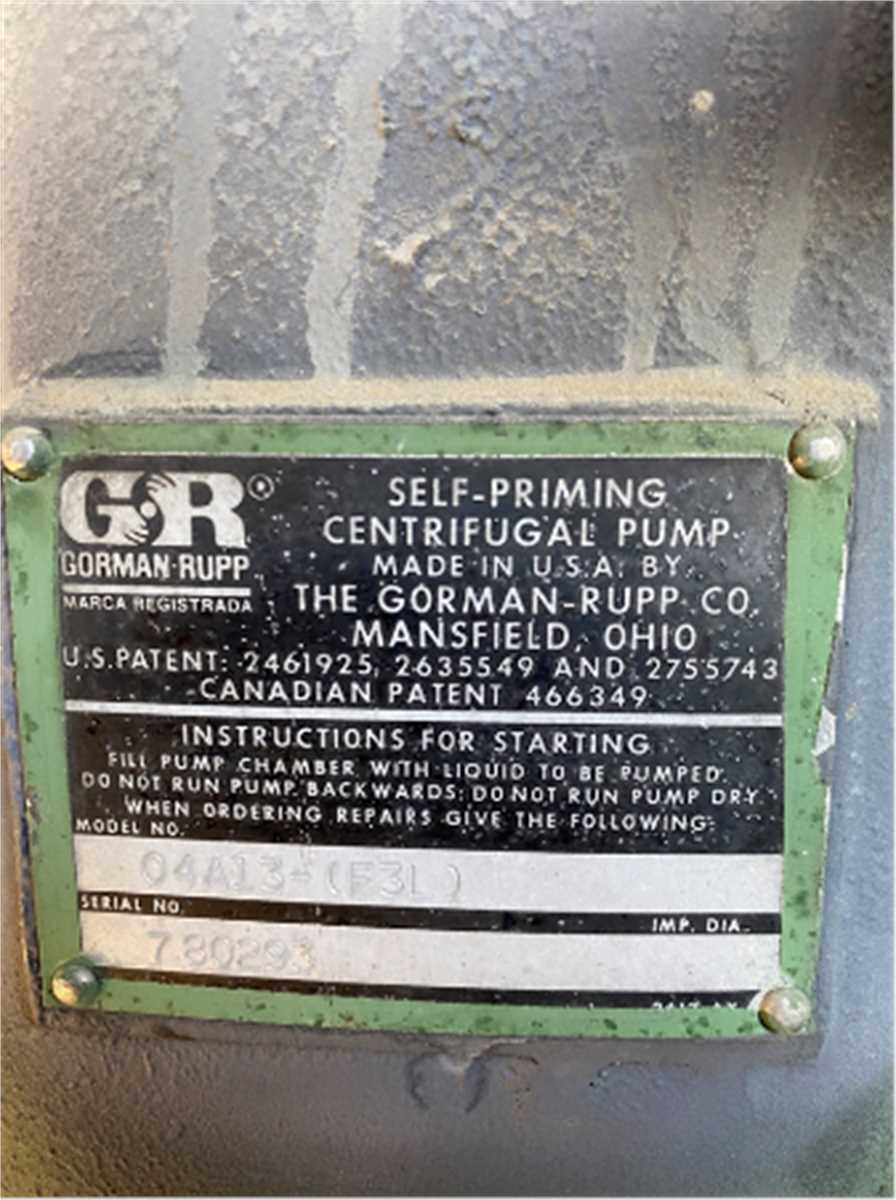 GR®
GORMAN-RUPP
MARCA REGISTRADA
SELF-PRIMING
CENTRIFUGAL PUMP
MADE IN U.S.A. BY
THE GORMAN-RUPP CO.
MANSFIELD, OHIO
U.S. PATENT: 2461925, 2635549 AND 2755743
CANADIAN PATENT 466349
INSTRUCTIONS FOR STARTING
FILL PUMP CHAMBER WITH LIQUID TO BE PUMPED.
DO NOT RUN PUMP BACKWARDS: DO NOT RUN PUMP DRY.
WHEN ORDERING REPAIRS GIVE THE FOLLOWING:
MODEL NO.
04A13-(F3L)
SERIAL NO.
IMP. DIA.
780293